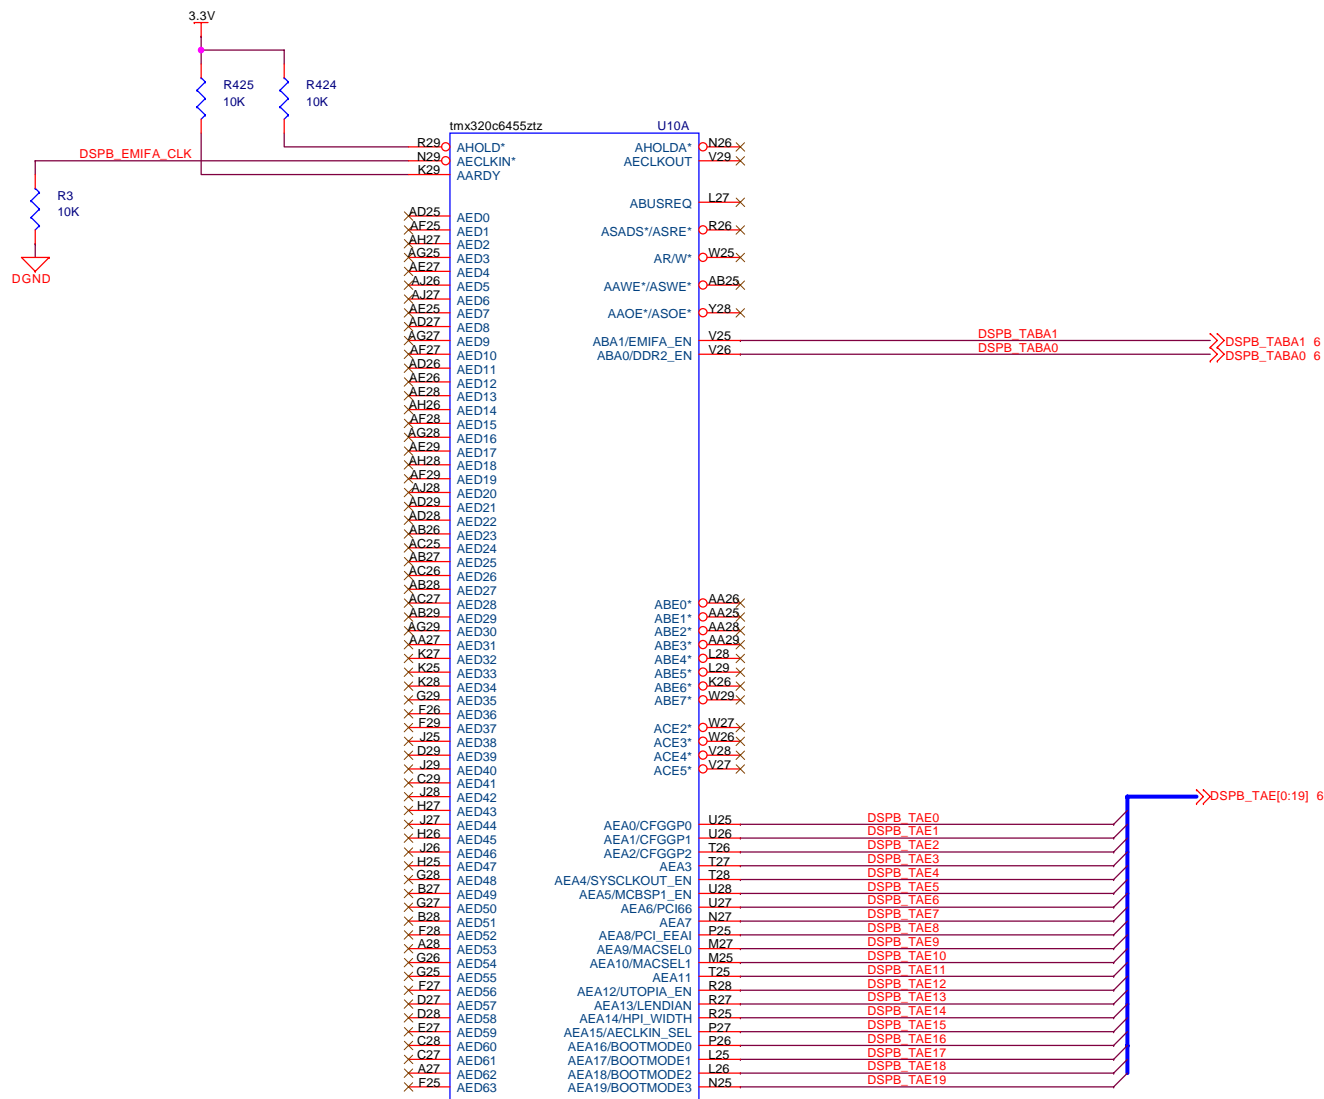 3.3V
R425
10K
R424
10K
tmx320c6455ztz
U10A
DSPB_EMIFA_CLK
R3
10K
DGND
R29 AHOLD*
N29 AECLKIN*
K29 AARDY
AD25 AED0
AF25 AED1
AH27 AED2
AG25 AED3
AE27 AED4
AJ26 AED5
AJ27 AED6
AE25 AED7
AD27 AED8
AG27 AED9
AF27 AED10
AD26 AED11
AE26 AED12
AE28 AED13
AH26 AED14
AF28 AED15
AG28 AED16
AE29 AED17
AH28 AED18
AF29 AED19
AJ28 AED20
AD29 AED21
AD28 AED22
AB26 AED23
AC25 AED24
AB27 AED25
AC26 AED26
AB28 AED27
AC27 AED28
AB29 AED29
AG29 AED30
AA27 AED31
K27 AED32
K25 AED33
K28 AED34
G29 AED35
F26 AED36
F29 AED37
J25 AED38
D29 AED39
J29 AED40
C29 AED41
J28 AED42
H27 AED43
J27 AED44
H26 AED45
J26 AED46
H25 AED47
G28 AED48
B27 AED49
G27 AED50
B28 AED51
F28 AED52
A28 AED53
G26 AED54
G25 AED55
F27 AED56
D27 AED57
D28 AED58
E27 AED59
C28 AED60
C27 AED61
A27 AED62
F25 AED63
AHOLDA* N26
AECLKOUT V29
ABUSREQ L27
ASADS*/ASRE* R26
AR/W* W25
AAWE*/ASWE* AB25
AAOE*/ASOE* Y28
ABA1/EMIFA_EN V25 DSPB_TABA1 DSPB_TABA1 6
ABA0/DDR2_EN V26 DSPB_TABA0 DSPB_TABA0 6
ABE0* AA26
ABE1* AA25
ABE2* AA28
ABE3* AA29
ABE4* L28
ABE5* L29
ABE6* K26
ABE7* W29
ACE2* W27
ACE3* W26
ACE4* V28
ACE5* V27
DSPB_TAE[0:19] 6
AEA0/CFGGP0 U25 DSPB_TAE0
AEA1/CFGGP1 U26 DSPB_TAE1
AEA2/CFGGP2 T26 DSPB_TAE2
AEA3 T27 DSPB_TAE3
AEA4/SYSCLKOUT_EN T28 DSPB_TAE4
AEA5/MCBSP1_EN U28 DSPB_TAE5
AEA6/PCI66 U27 DSPB_TAE6
AEA7 N27 DSPB_TAE7
AEA8/PCI_EEAI P25 DSPB_TAE8
AEA9/MACSEL0 M27 DSPB_TAE9
AEA10/MACSEL1 M25 DSPB_TAE10
AEA11 T25 DSPB_TAE11
AEA12/UTOPIA_EN R28 DSPB_TAE12
AEA13/LENDIAN R27 DSPB_TAE13
AEA14/HPI_WIDTH R25 DSPB_TAE14
AEA15/AECLKIN_SEL P27 DSPB_TAE15
AEA16/BOOTMODE0 P26 DSPB_TAE16
AEA17/BOOTMODE1 L25 DSPB_TAE17
AEA18/BOOTMODE2 L26 DSPB_TAE18
AEA19/BOOTMODE3 N25 DSPB_TAE19